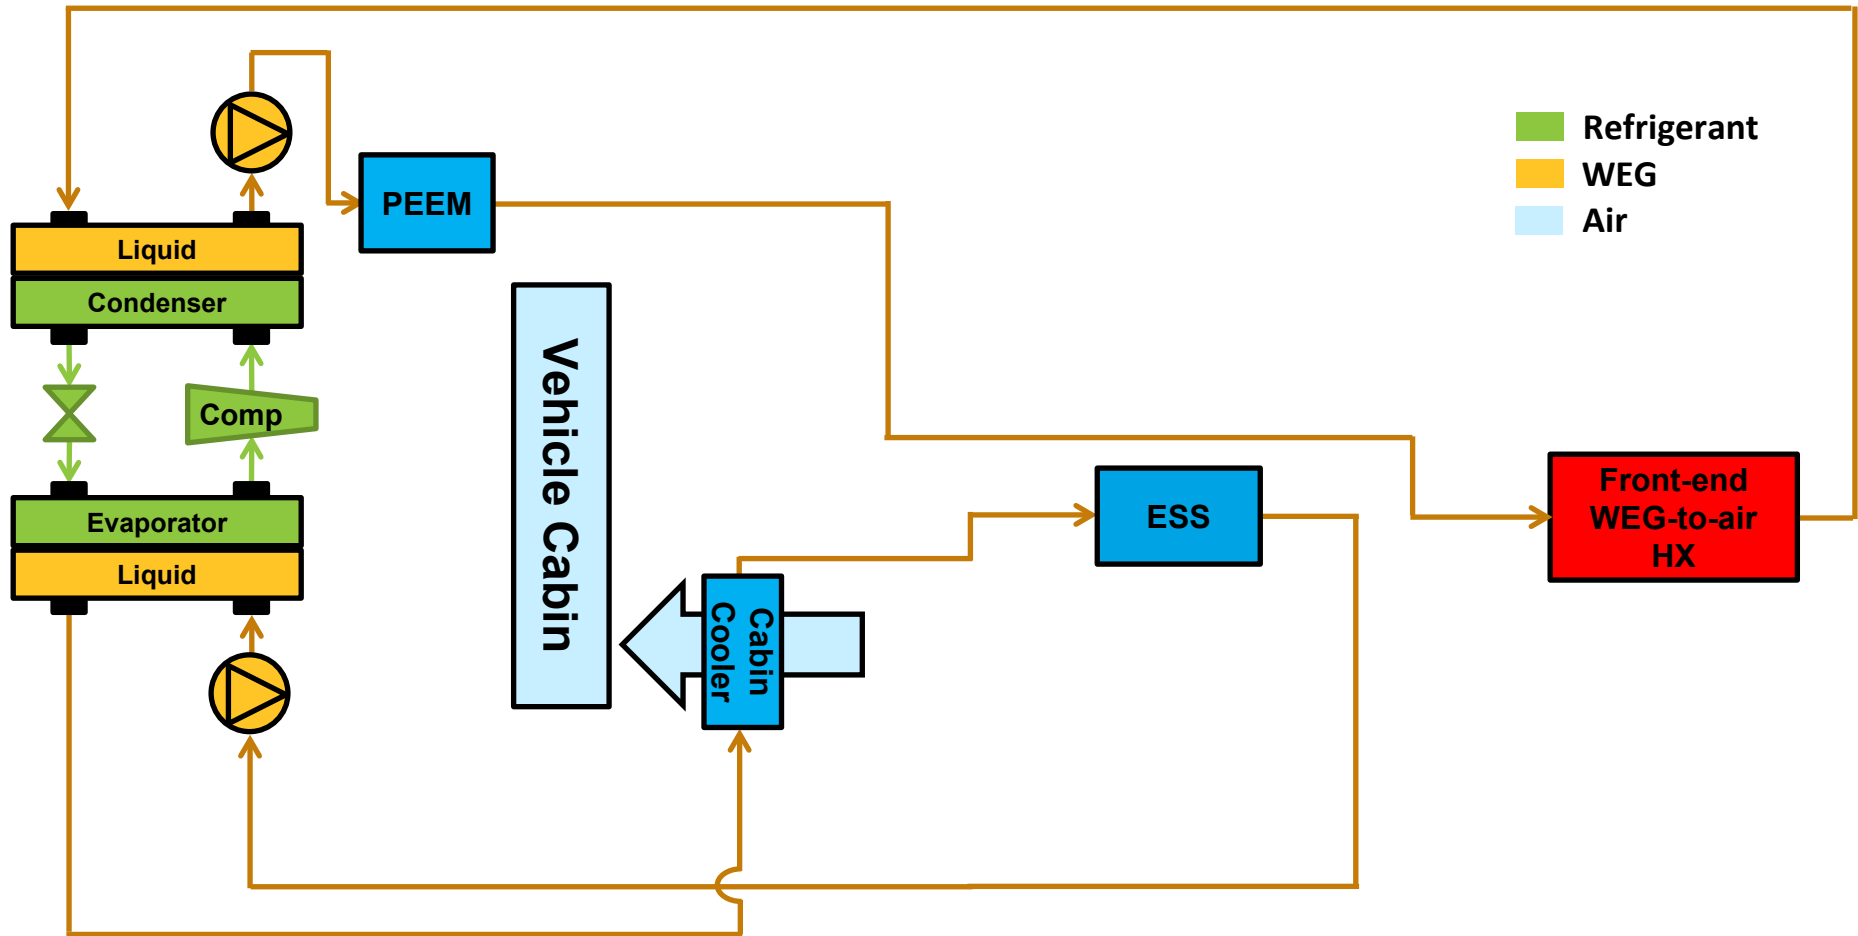 Refrigerant
WEG
Air
PEEM
Liquid
Condenser
Comp
Evaporator
Liquid
Vehicle Cabin
Cabin
Cooler
ESS
Front-end
WEG-to-air
HX